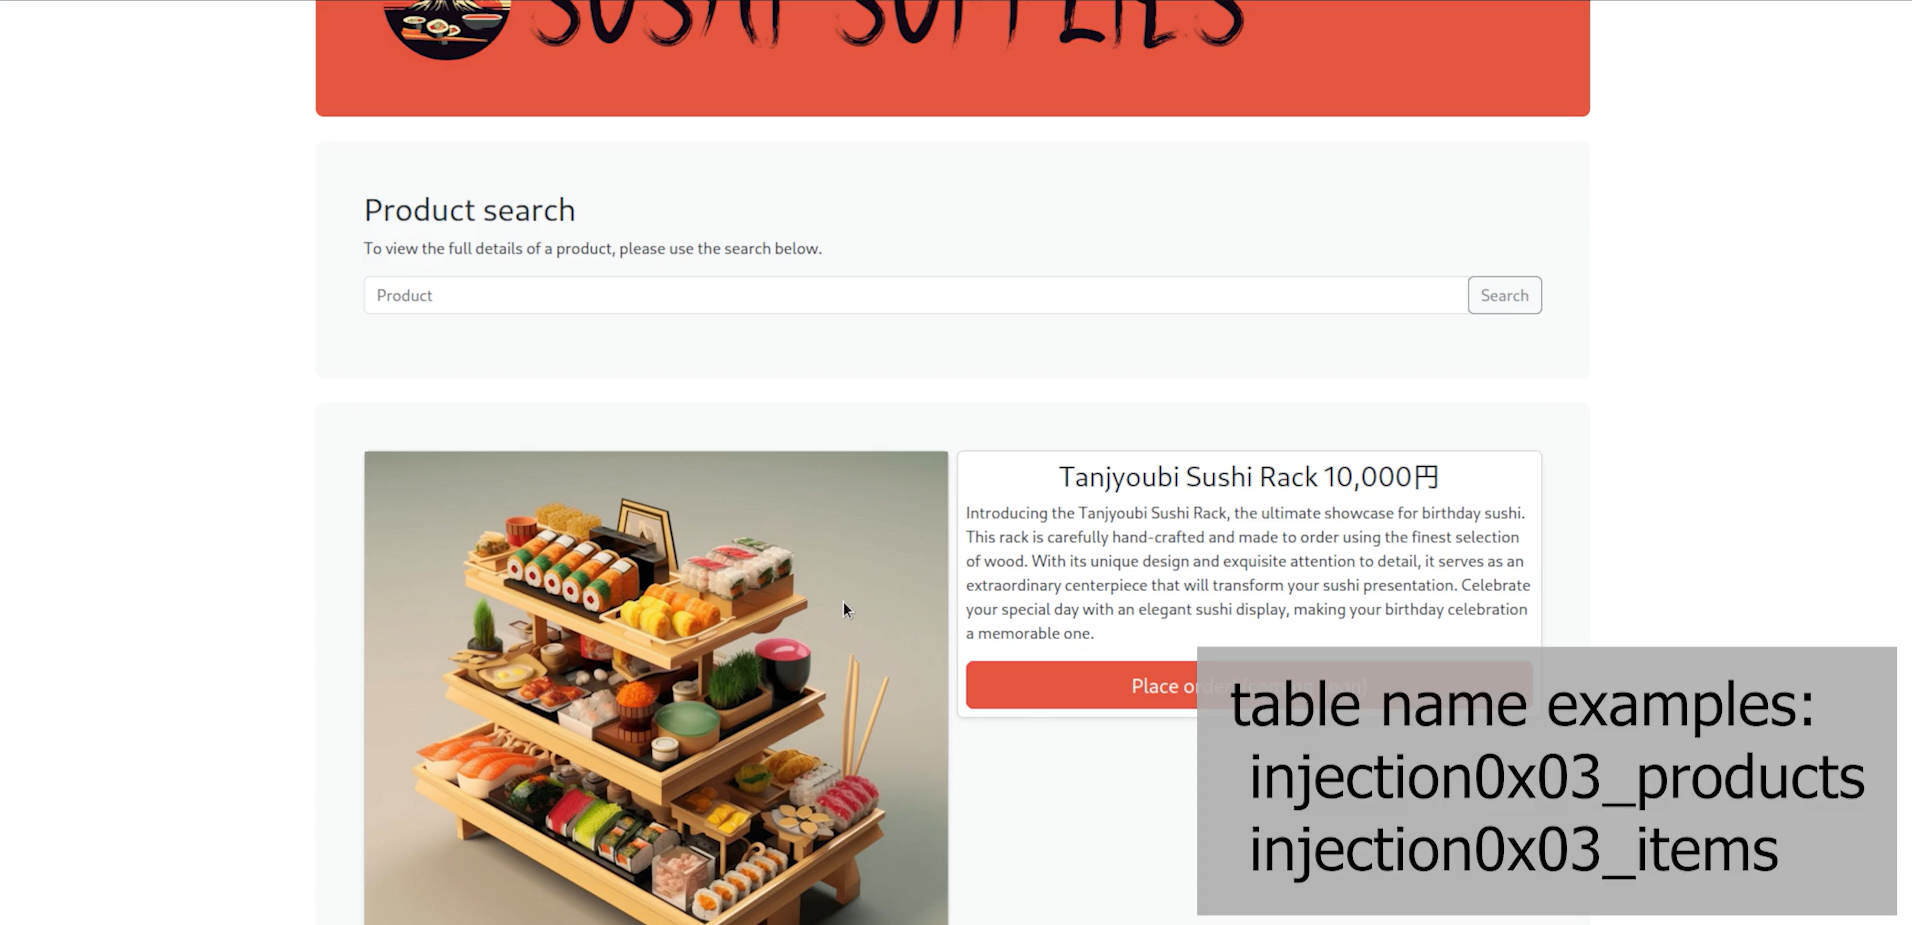 SUSHI SUPPLIES
Product search
To view the full details of a product, please use the search below.
Product
Search
Tanjyoubi Sushi Rack 10,000円
Introducing the Tanjyoubi Sushi Rack, the ultimate showcase for birthday sushi.
This rack is carefully hand-crafted and made to order using the finest selection
of wood. With its unique design and exquisite attention to detail, it serves as an
extraordinary centerpiece that will transform your sushi presentation. Celebrate
your special day with an elegant sushi display, making your birthday celebration
a memorable one.
Place order (coming soon)
table name examples:
injection0x03_products
injection0x03_items